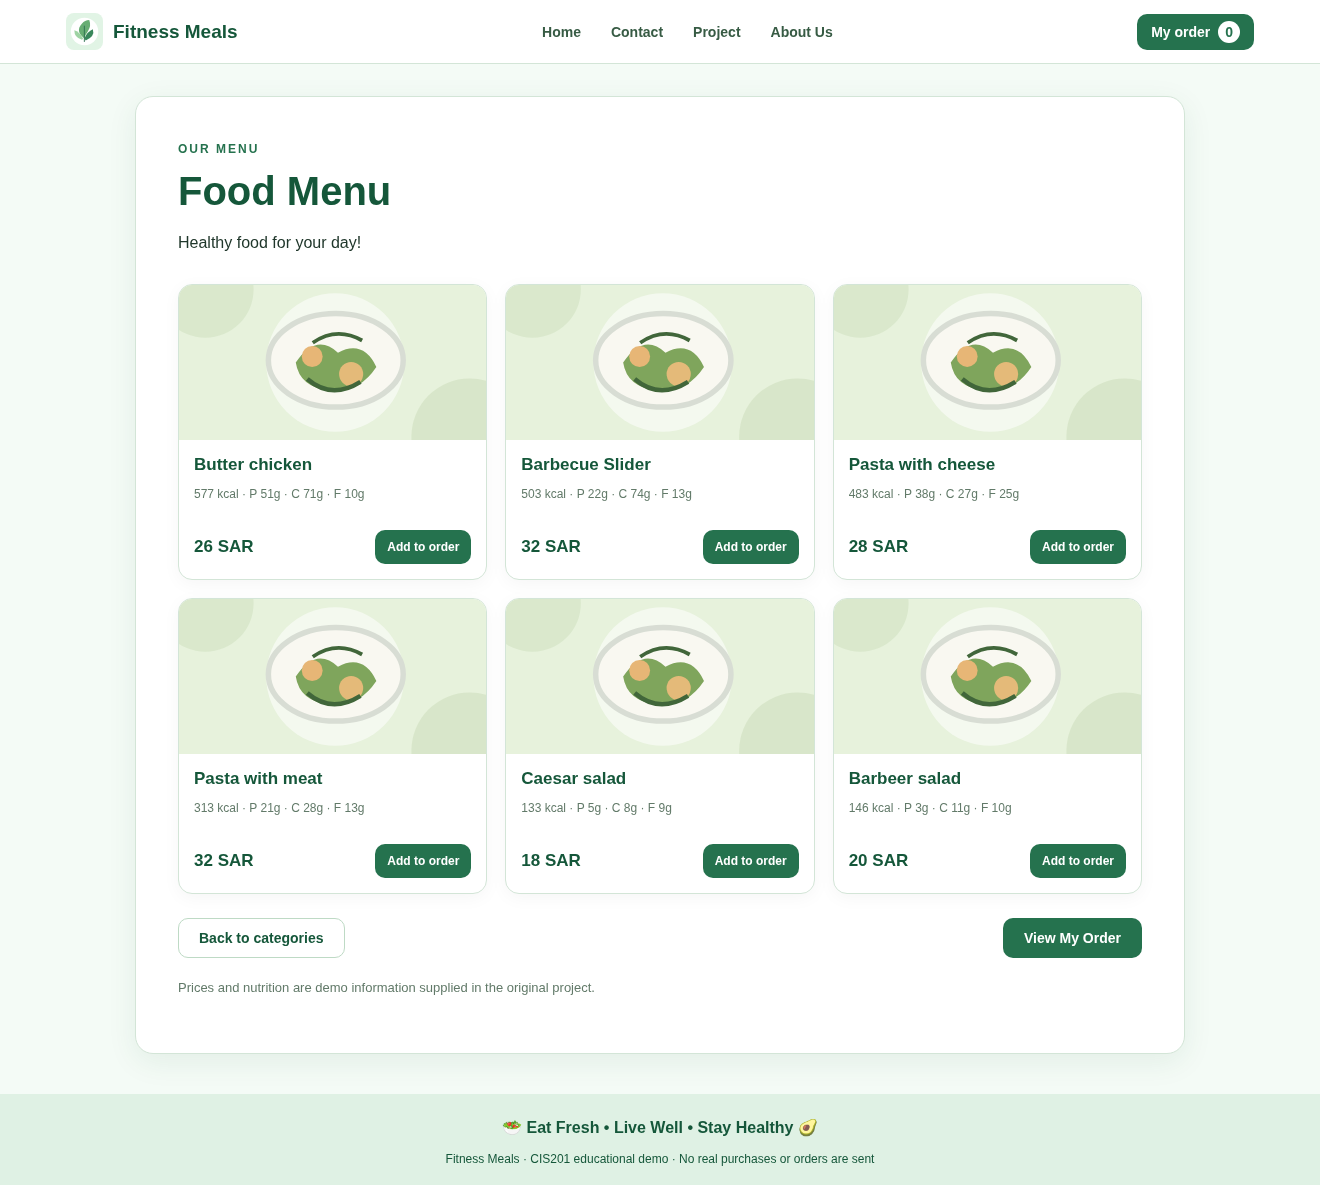 Fitness Meals
Home Contact Project About Us
My order 0
OUR MENU
Food Menu
Healthy food for your day!
Butter chicken
577 kcal · P 51g · C 71g · F 10g
26 SAR Add to order
Barbecue Slider
503 kcal · P 22g · C 74g · F 13g
32 SAR Add to order
Pasta with cheese
483 kcal · P 38g · C 27g · F 25g
28 SAR Add to order
Pasta with meat
313 kcal · P 21g · C 28g · F 13g
32 SAR Add to order
Caesar salad
133 kcal · P 5g · C 8g · F 9g
18 SAR Add to order
Barbeer salad
146 kcal · P 3g · C 11g · F 10g
20 SAR Add to order
Back to categories
View My Order
Prices and nutrition are demo information supplied in the original project.
🥗 Eat Fresh • Live Well • Stay Healthy 🥑
Fitness Meals · CIS201 educational demo · No real purchases or orders are sent